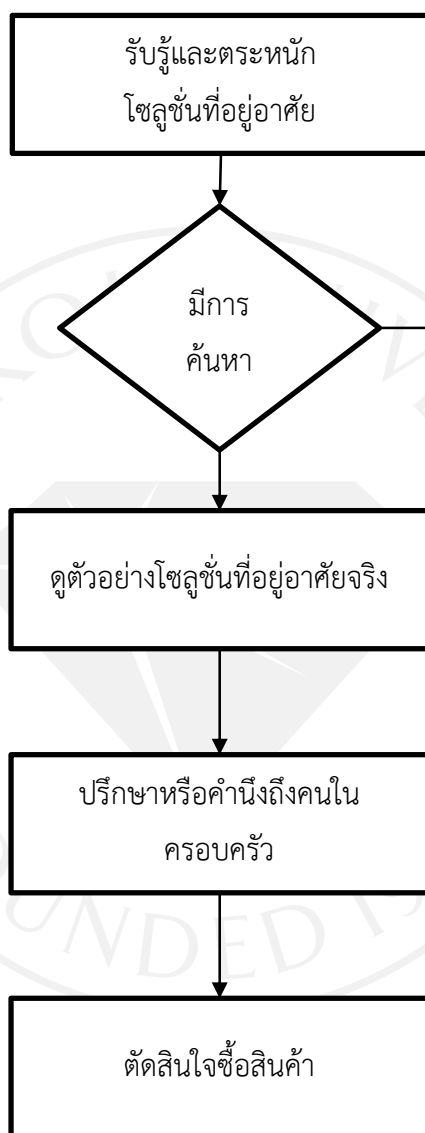 รับรู้และตระหนัก
โซลูชั่นที่อยู่อาศัย
มีการ
ค้นหา
ดูตัวอย่างโซลูชั่นที่อยู่อาศัยจริง
ปรึกษาหรือคำนึงถึงคนใน
ครอบครัว
UNDED
ตัดสินใจซื้อสินค้า